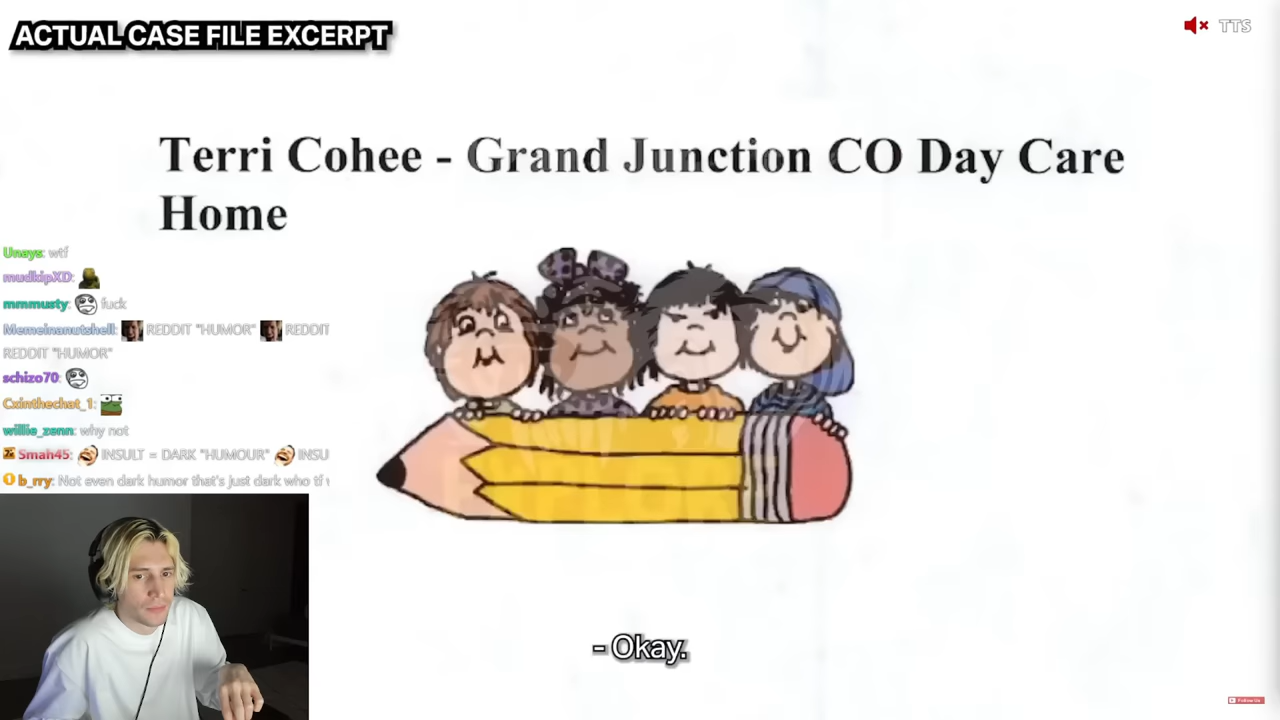 ACTUAL CASE FILE EXCERPT
TTS
Terri Cohee - Grand Junction CO Day Care
Home
Unays: wtf
mudkipXD:
mmmusty: fuck
Memeinanutshell: REDDIT "HUMOR" REDDIT
REDDIT "HUMOR"
schizo70:
Cxinthechat_1:
willie_zenn: why not
Smah45: INSULT = DARK "HUMOUR" INSU
b_rry: Not even dark humor that's just dark who tf
- Okay.